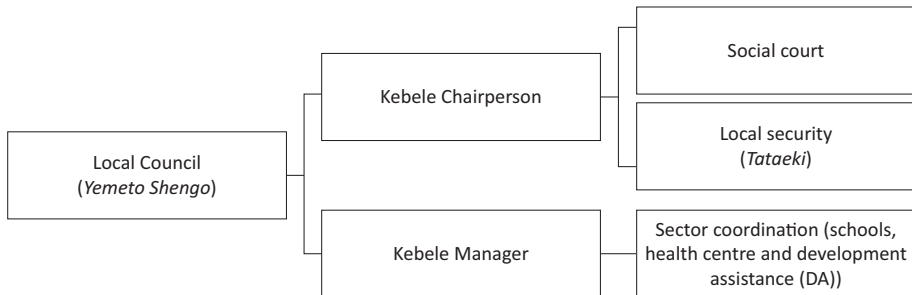 Social court
Kebele Chairperson
Local security
(Tataeki)
Local Council
(Yemeto Shengo)
Kebele Manager
Sector coordination (schools,
health centre and development
assistance (DA))